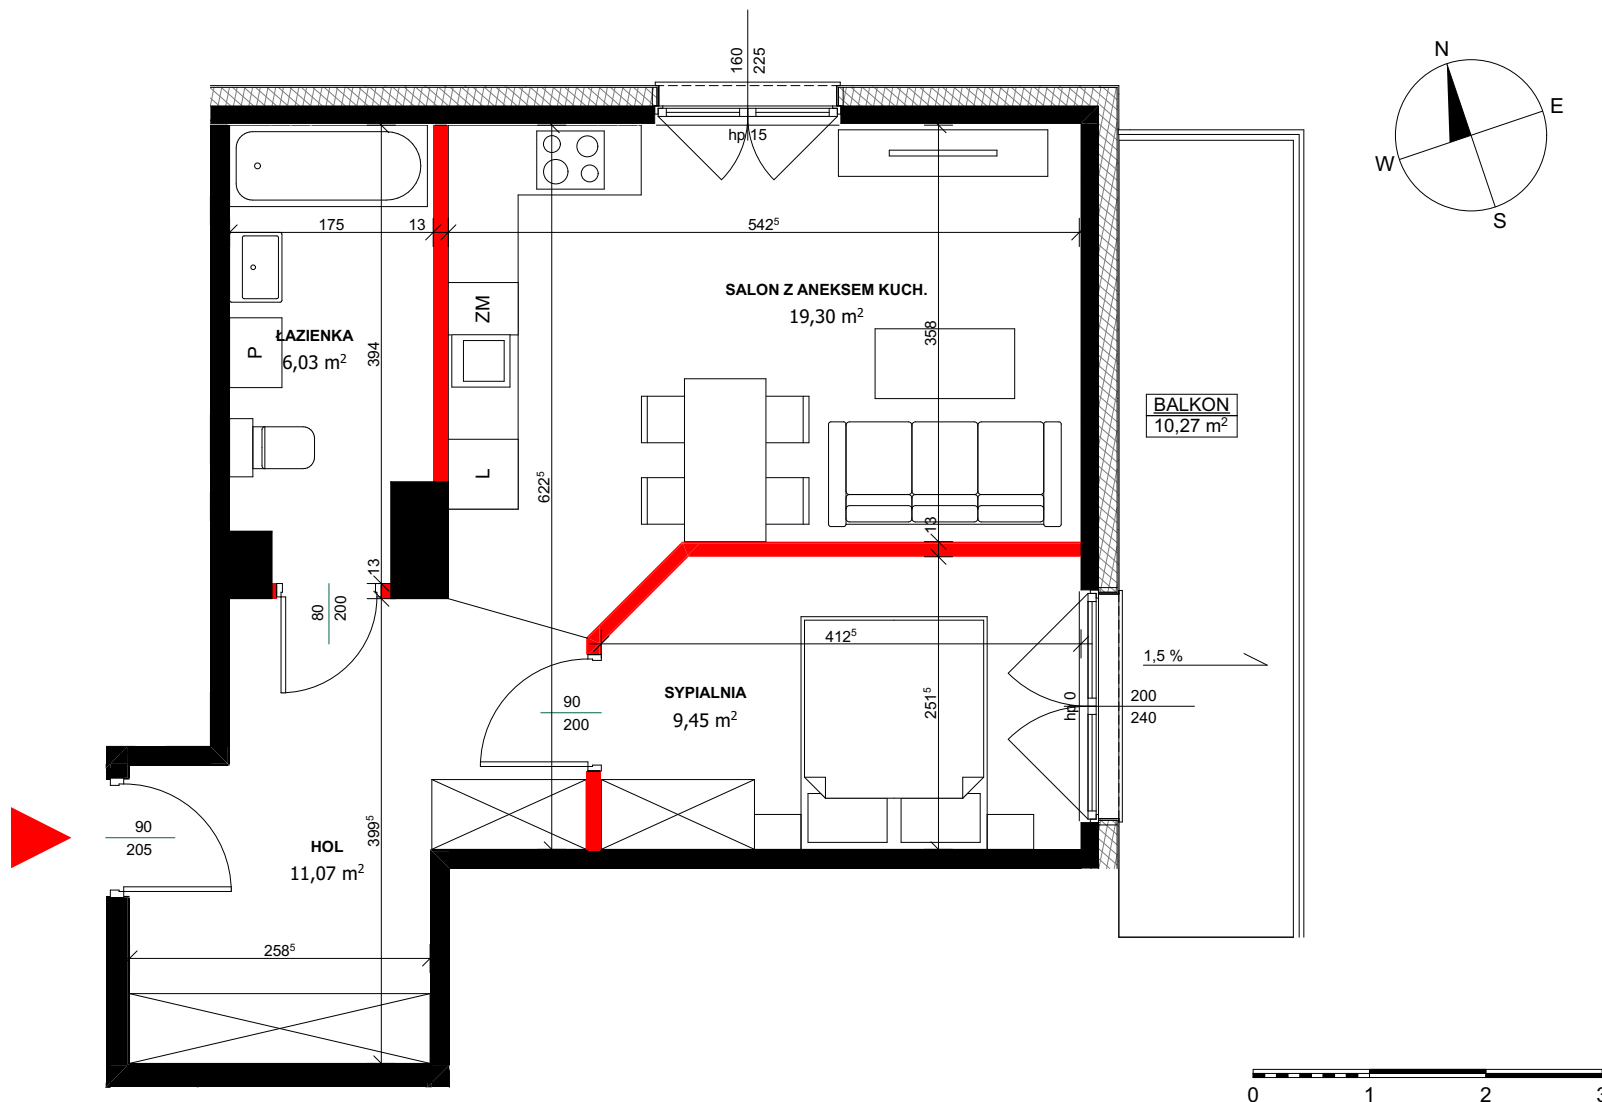 160
225
hp 15
N
E
W
S
175
13
542⁵
SALON Z ANEKSEM KUCH.
19,30 m²
ZM
ŁAZIENKA
6,03 m²
P
394
358
BALKON
10,27 m²
L
622⁵
13
13
80
200
412⁵
1,5 %
SYPIALNIA
9,45 m²
90
200
251⁵
hp 0
200
240
90
205
HOL
11,07 m²
399⁵
258⁵
0 1 2 3